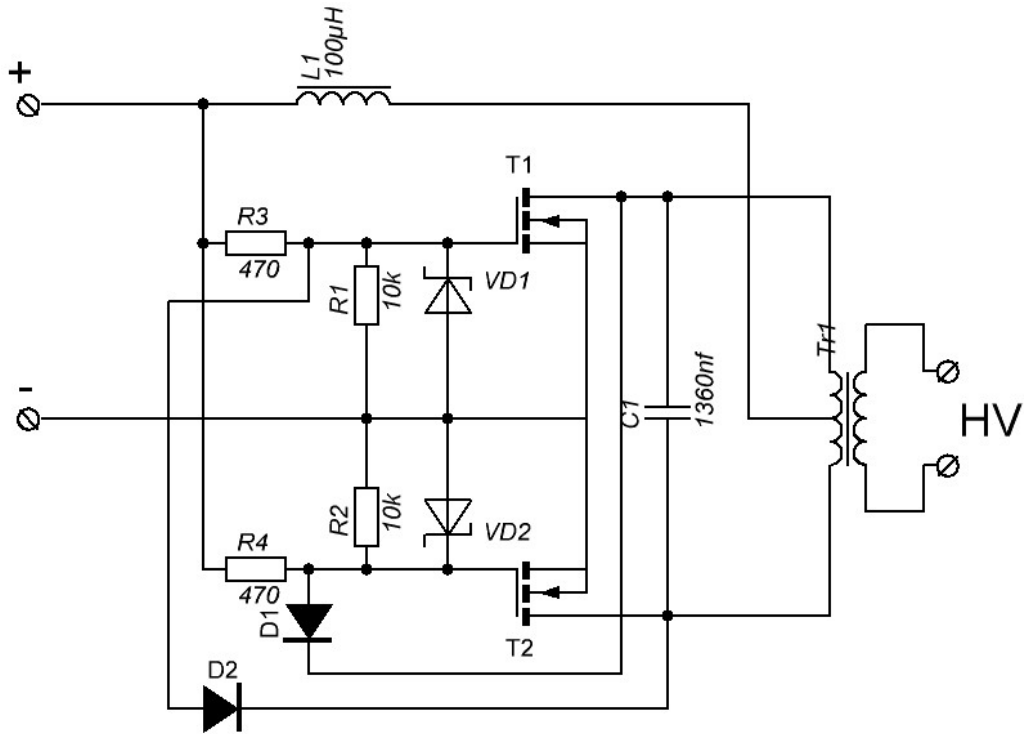 +
L1
100µH
T1
R3
470
R1
10k
VD1
-
Tr1
C1
1360nf
HV
R2
10k
VD2
R4
470
D1
T2
D2